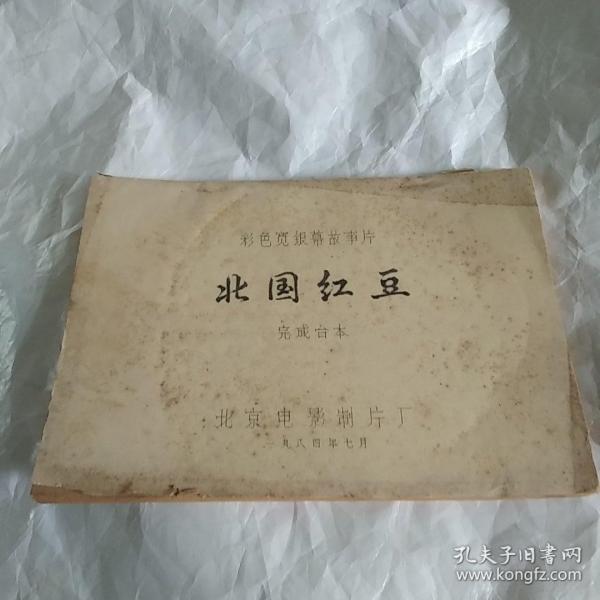 彩色宽银幕故事片
北国红豆
完成台本
北京电影制片厂
一九八四年七月
孔夫子旧书网
www.kongfz.com